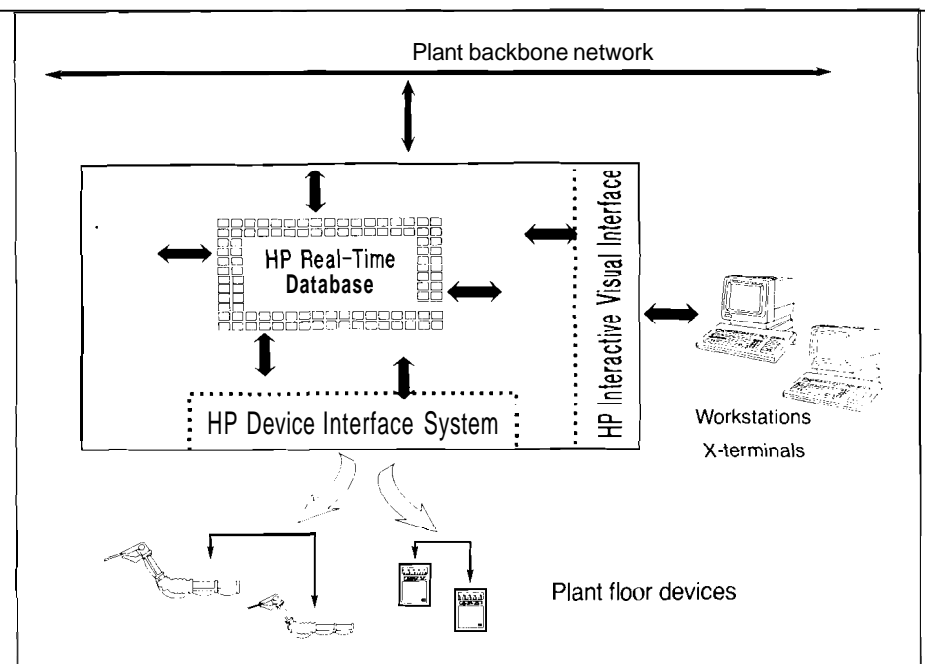 Plant backbone network
HP Real-Time
Database
HP Interactive Visual Interface
HP Device Interface System
Workstations
X-terminals
Plant floor devices